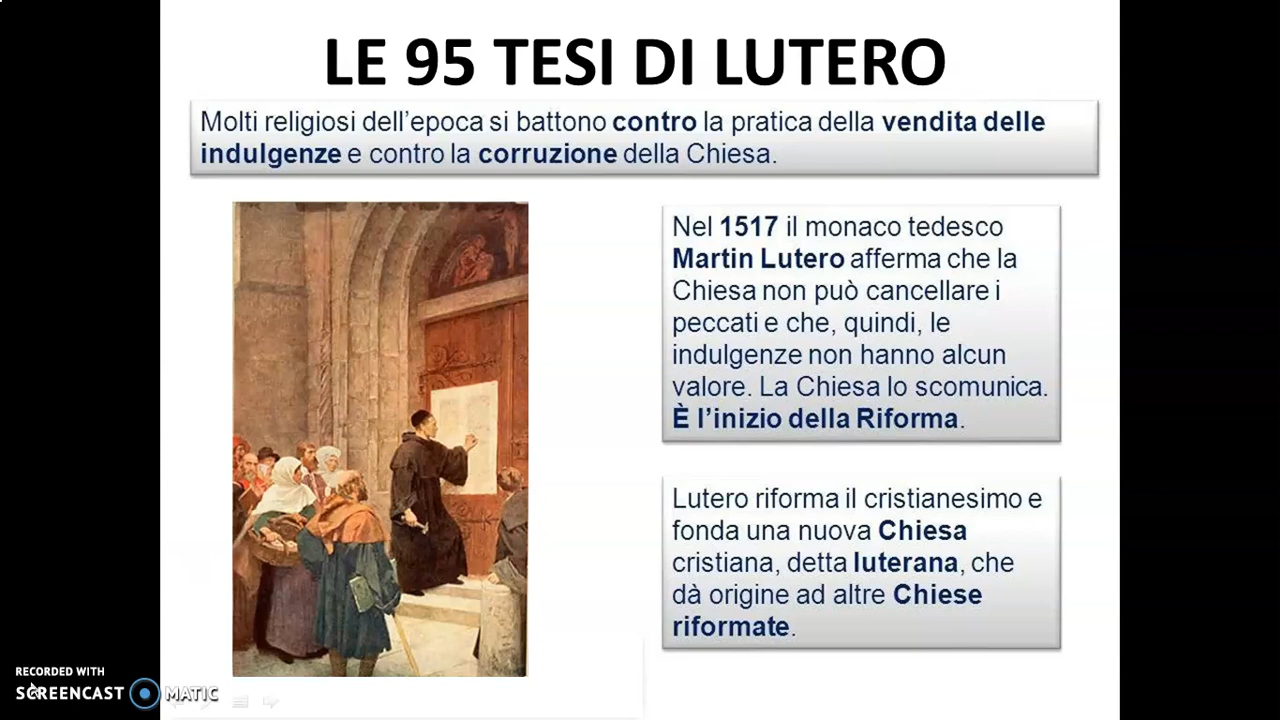 LE 95 TESI DI LUTERO
Molti religiosi dell'epoca si battono contro la pratica della vendita delle
indulgenze e contro la corruzione della Chiesa.
Nel 1517 il monaco tedesco
Martin Lutero afferma che la
Chiesa non può cancellare i
peccati e che, quindi, le
indulgenze non hanno alcun
valore. La Chiesa lo scomunica.
È l'inizio della Riforma.
Lutero riforma il cristianesimo e
fonda una nuova Chiesa
cristiana, detta luterana, che
dà origine ad altre Chiese
riformate.
RECORDED WITH
SCREENCAST MATIC